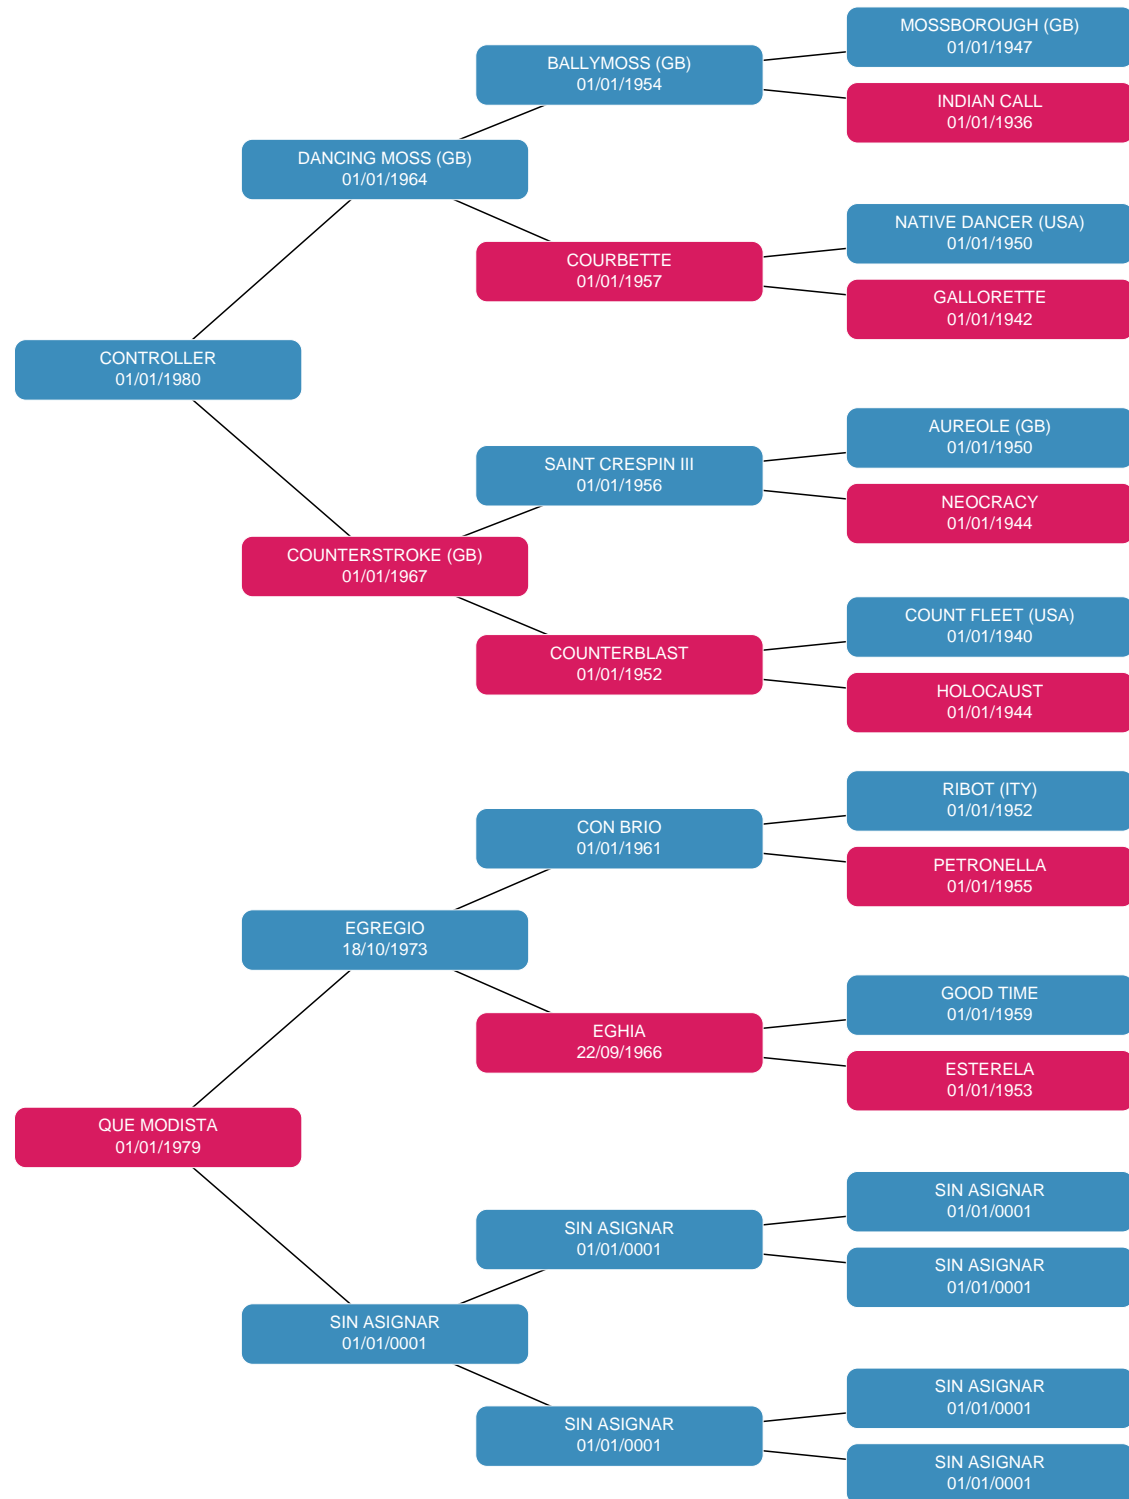 MOSSBOROUGH (GB)
01/01/1947
BALLYMOSS (GB)
01/01/1954
INDIAN CALL
01/01/1936
DANCING MOSS (GB)
01/01/1964
NATIVE DANCER (USA)
01/01/1950
COURBETTE
01/01/1957
GALLORETTE
01/01/1942
CONTROLLER
01/01/1980
AUREOLE (GB)
01/01/1950
SAINT CRESPIN III
01/01/1956
NEOCRACY
01/01/1944
COUNTERSTROKE (GB)
01/01/1967
COUNT FLEET (USA)
01/01/1940
COUNTERBLAST
01/01/1952
HOLOCAUST
01/01/1944
RIBOT (ITY)
01/01/1952
CON BRIO
01/01/1961
PETRONELLA
01/01/1955
EGREGIO
18/10/1973
GOOD TIME
01/01/1959
EGHIA
22/09/1966
ESTERELA
01/01/1953
QUE MODISTA
01/01/1979
SIN ASIGNAR
01/01/0001
SIN ASIGNAR
01/01/0001
SIN ASIGNAR
01/01/0001
SIN ASIGNAR
01/01/0001
SIN ASIGNAR
01/01/0001
SIN ASIGNAR
01/01/0001
SIN ASIGNAR
01/01/0001